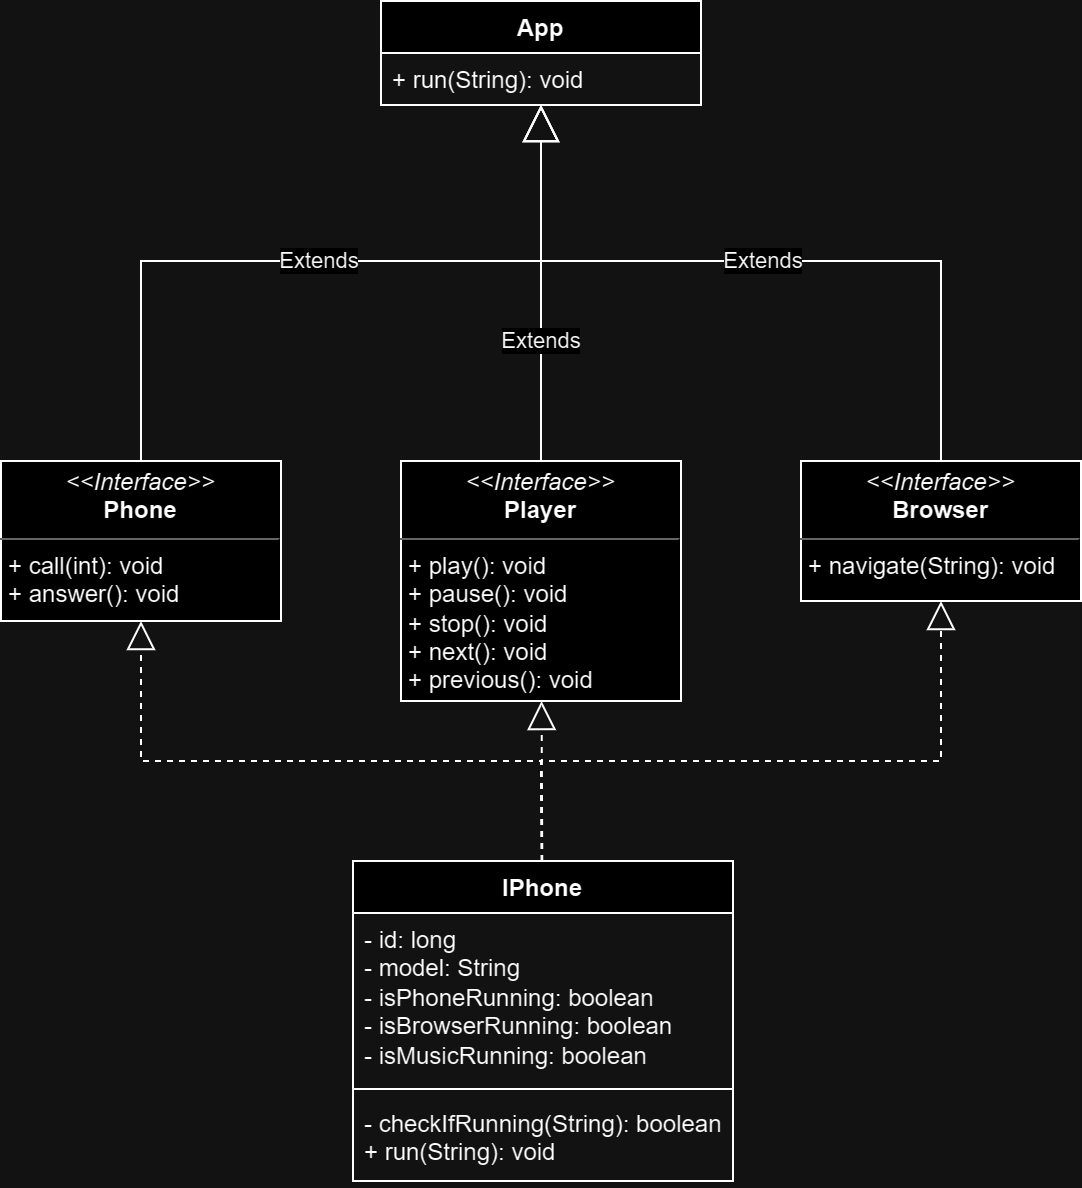 App
+ run(String): void
Extends
Extends
Extends
<<Interface>>
Phone
+ call(int): void
+ answer(): void
<<Interface>>
Player
+ play(): void
+ pause(): void
+ stop(): void
+ next(): void
+ previous(): void
<<Interface>>
Browser
+ navigate(String): void
IPhone
- id: long
- model: String
- isPhoneRunning: boolean
- isBrowserRunning: boolean
- isMusicRunning: boolean
- checkIfRunning(String): boolean
+ run(String): void